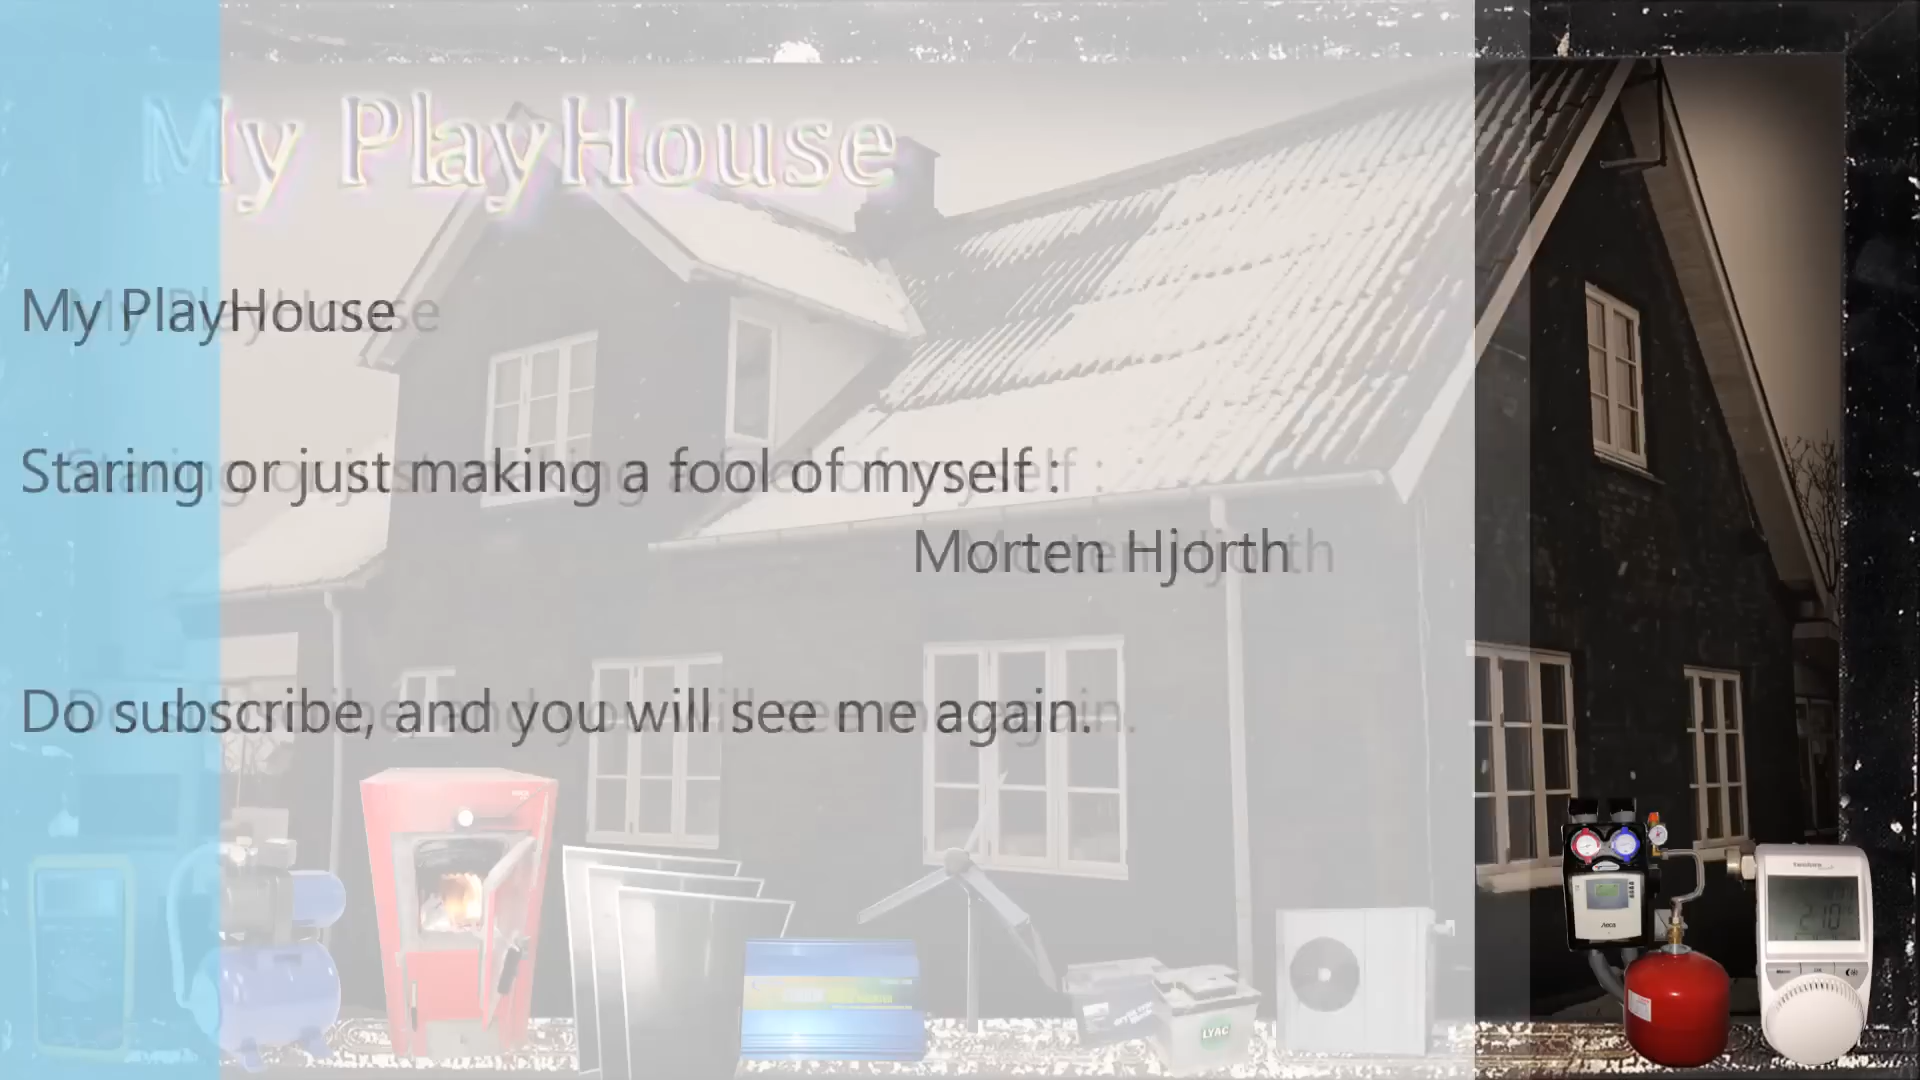 My PlayHouse
My PlayHouse
Staring or just making a fool of myself :
Morten Hjorth
Do subscribe, and you will see me again.
LYAC